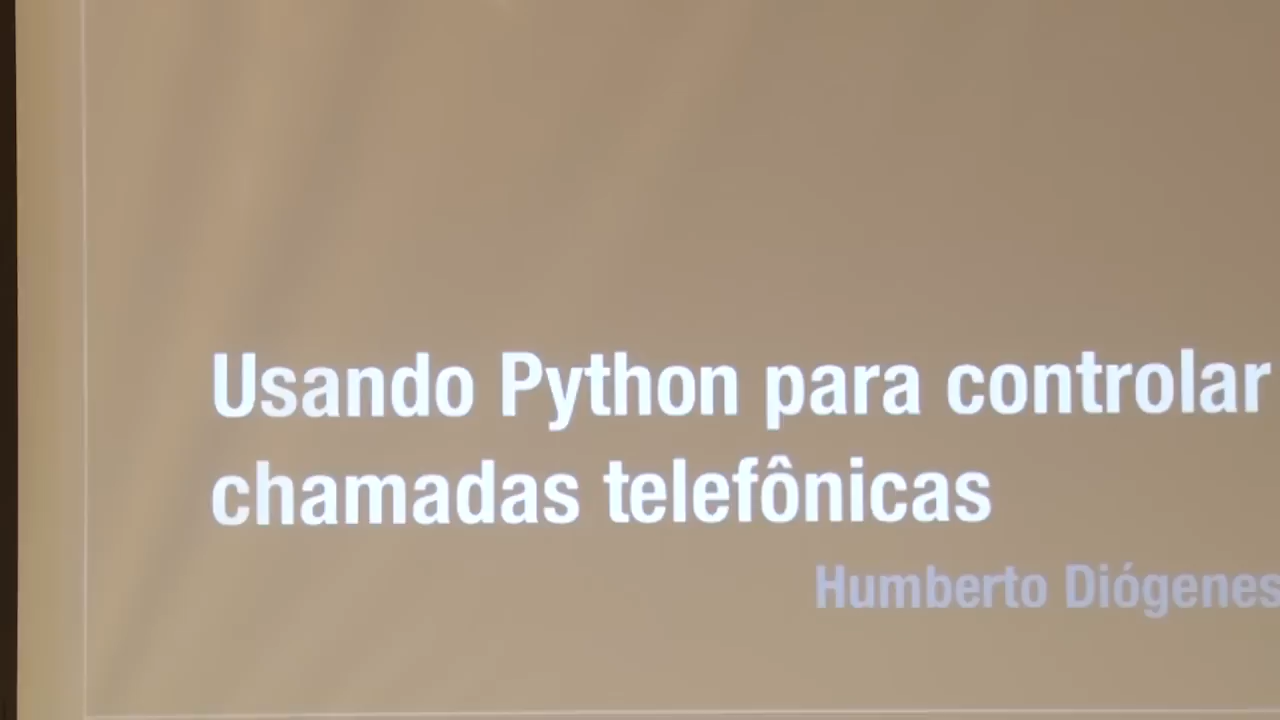 Usando Python para controlar
chamadas telefônicas
Humberto Diógenes